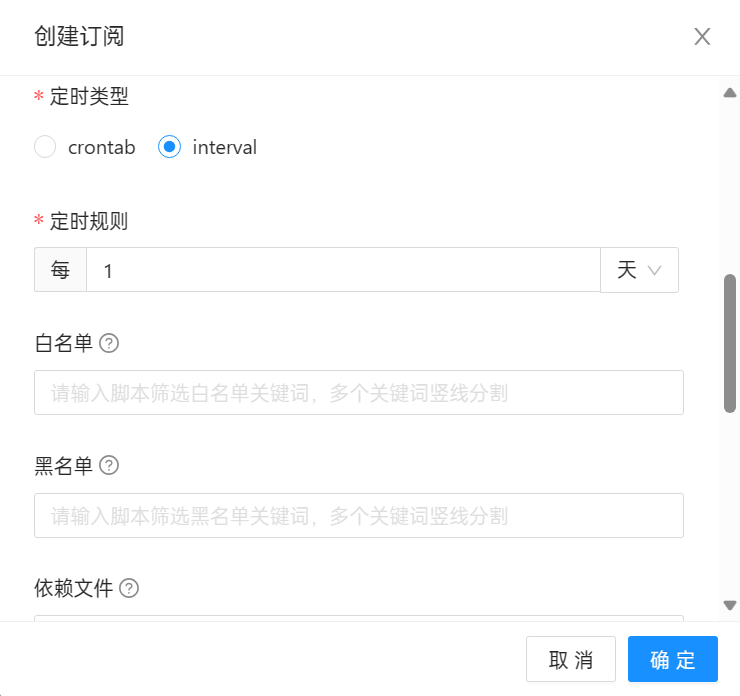 创建订阅
* 定时类型
crontab interval
* 定时规则
每 1 天
白名单 ?
请输入脚本筛选白名单关键词，多个关键词竖线分割
黑名单 ?
请输入脚本筛选黑名单关键词，多个关键词竖线分割
依赖文件 ?
取 消 确 定